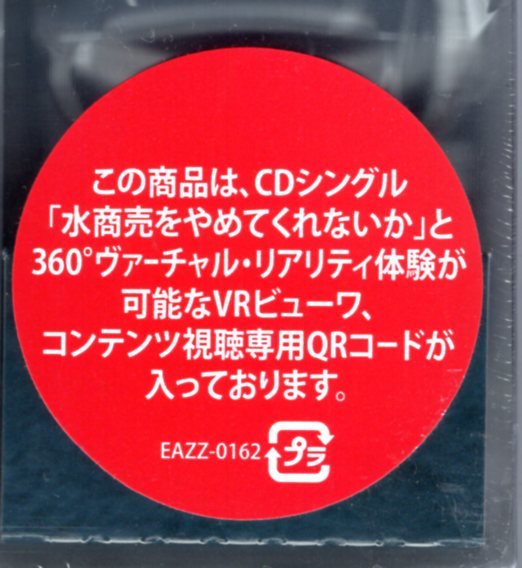 この商品は、CDシングル
「水商売をやめてくれないか」と
360°ヴァーチャル・リアリティ体験が
可能なVRビューワ、
コンテンツ視聴専用QRコードが
入っております。
EAZZ-0162 プラ